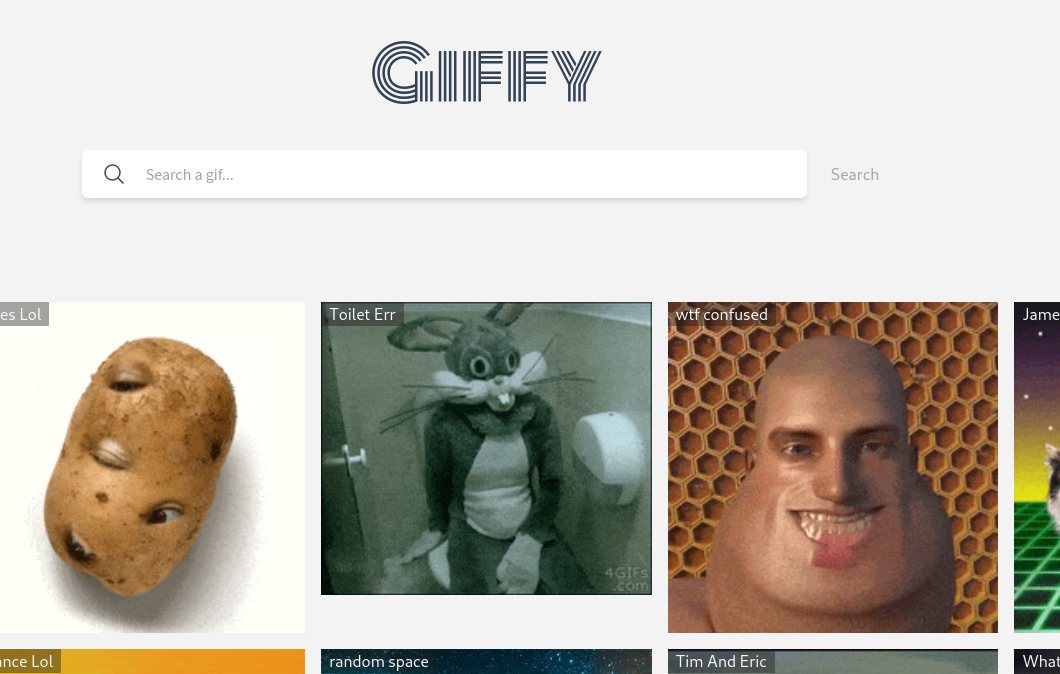 GIFFY
Search a gif...
Search
es Lol
Toilet Err
wtf confused
Jame
4GIFs
.com
ance Lol
random space
Tim And Eric
What